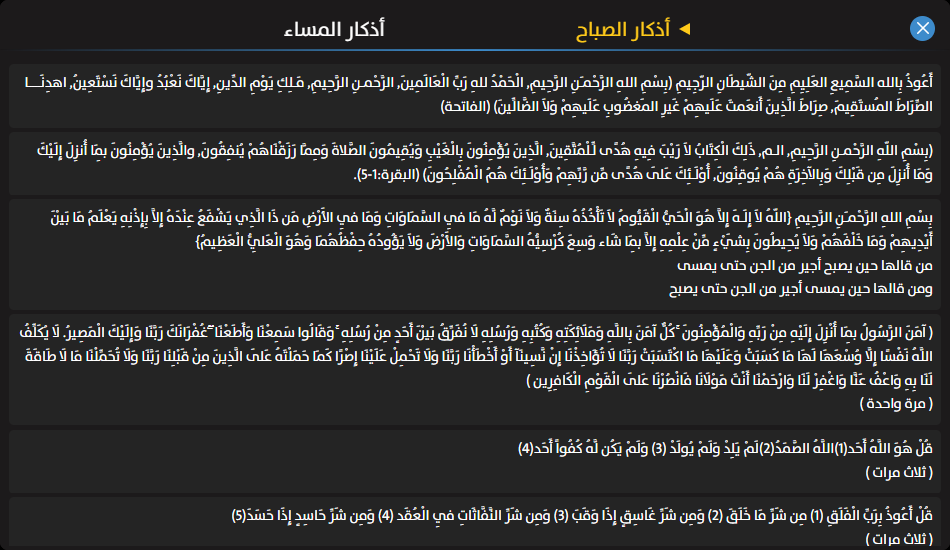 أذكار الصباح
أذكار المساء
أَعُوذُ بِالله السَّمِيعِ العَلِيمِ مِنَ الشَّيطَانِ الرَّجِيمِ (بِسْمِ اللهِ الرَّحْمَنِ الرَّحِيمِ, الْحَمْدُ للهِ رَبِّ الْعَالَمِينَ, الرَّحْمـنِ الرَّحِيمِ, مَـلِكِ يَوْمِ الدِّينِ, إِيَّاكَ نَعْبُدُ وإِيَّاكَ نَسْتَعِينُ, اهدِنَــــا
الصِّرَاطَ المُستَقِيمَ, صِرَاطَ الَّذِينَ أَنعَمتَ عَلَيهِمْ غَيرِ المَغضُوبِ عَلَيهِمْ وَلاَ الضَّالِّينَ) (الفاتحة)
(بِسْمِ اللّهِ الرَّحْمـنِ الرَّحِيمِ, الـم, ذَلِكَ الْكِتَابُ لاَ رَيْبَ فِيهِ هُدًى لِّلْمُتَّقِينَ, الَّذِينَ يُؤْمِنُونَ بِالْغَيْبِ وَيُقِيمُونَ الصَّلاةَ وَمِمَّا رَزَقْنَاهُمْ يُنفِقُونَ, والَّذِينَ يُؤْمِنُونَ بِمَا أُنزِلَ إِلَيْكَ
وَمَا أُنزِلَ مِن قَبْلِكَ وَبِالآخِرَةِ هُمْ يُوقِنُونَ, أُوْلَـئِكَ عَلَى هُدًى مِّن رَّبِّهِمْ وَأُوْلَـئِكَ هُمُ الْمُفْلِحُونَ) (البقرة:1-5).
بِسْمِ اللهِ الرَّحْمـَنِ الرَّحِيمِ {اللّهُ لاَ إِلَـهَ إِلاَّ هُوَ الْحَيُّ الْقَيُّومُ لاَ تَأْخُذُهُ سِنَةٌ وَلاَ نَوْمٌ لَّهُ مَا فِي السَّمَاوَاتِ وَمَا فِي الأَرْضِ مَن ذَا الَّذِي يَشْفَعُ عِنْدَهُ إِلاَّ بِإِذْنِهِ يَعْلَمُ مَا بَيْنَ
أَيْدِيهِمْ وَمَا خَلْفَهُمْ وَلاَ يُحِيطُونَ بِشَيْءٍ مِّنْ عِلْمِهِ إِلاَّ بِمَا شَاء وَسِعَ كُرْسِيُّهُ السَّمَاوَاتِ وَالأَرْضَ وَلاَ يَؤُودُهُ حِفْظُهُمَا وَهُوَ الْعَلِيُّ الْعَظِيمُ}
من قالها حين يصبح أجير من الجن حتى يمسى
ومن قالها حين يمسى أجير من الجن حتى يصبح
( آمَنَ الرَّسُولُ بِمَا أُنْزِلَ إِلَيْهِ مِنْ رَبِّهِ وَالْمُؤْمِنُونَ ۚ كُلٌّ آمَنَ بِاللَّهِ وَمَلَائِكَتِهِ وَكُتُبِهِ وَرُسُلِهِ لَا نُفَرِّقُ بَيْنَ أَحَدٍ مِنْ رُسُلِهِ ۚ وَقَالُوا سَمِعْنَا وَأَطَعْنَا ۖ غُفْرَانَكَ رَبَّنَا وَإِلَيْكَ الْمَصِيرُ. لَا يُكَلِّفُ
اللَّهُ نَفْسًا إِلَّا وُسْعَهَا لَهَا مَا كَسَبَتْ وَعَلَيْهَا مَا اكْتَسَبَتْ رَبَّنَا لَا تُؤَاخِذْنَا إِنْ نَّسِينَآ أَوْ أَخْطَأْنَا رَبَّنَا وَلَا تَحْمِلْ عَلَيْنَا إِصْرًا كَمَا حَمَلْتَهُ عَلَى الَّذِينَ مِنْ قَبْلِنَا رَبَّنَا وَلَا تُحَمِّلْنَا مَا لَا طَاقَةَ
لَنَا بِهِ وَاعْفُ عَنَّا وَاغْفِرْ لَنَا وَارْحَمْنَا أَنْتَ مَوْلَانَا فَانْصُرْنَا عَلَى الْقَوْمِ الْكَافِرِينَ )
( مرة واحدة )
قُلْ هُوَ اللَّهُ أَحَد(1)اللَّهُ الصَّمَدُ(2)لَمْ يَلِدْ وَلَمْ يُولَدْ (3) وَلَمْ يَكُن لَّهُ كُفُواً أَحَد(4)
( ثلاث مرات )
قُلْ أَعُوذُ بِرَبِّ الْفَلَقِ (1) مِن شَرِّ مَا خَلَقَ (2) وَمِن شَرِّ غَاسِقٍ إِذَا وَقَبَ (3) وَمِن شَرِّ النَّفَّاثَاتِ فِي الْعُقَد (4) وَمِن شَرِّ حَاسِدٍ إِذَا حَسَدَ(5)
( ثلاث مرات )